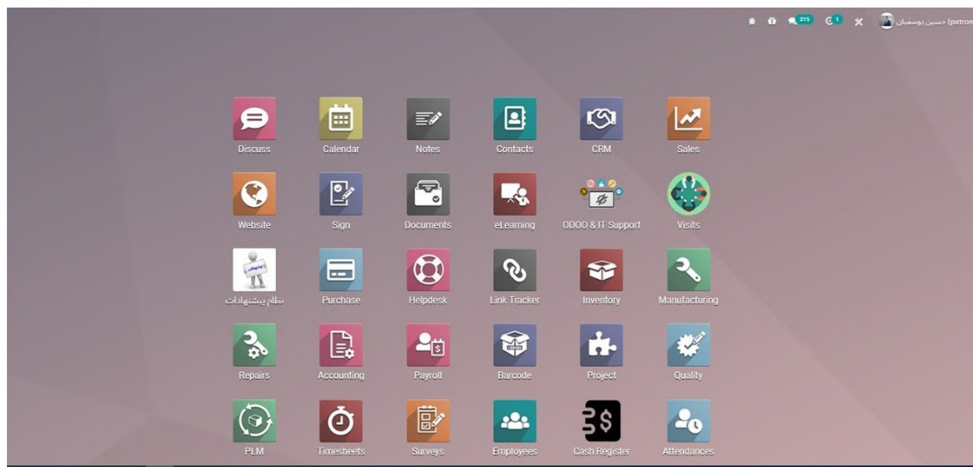 215 1 حسین یوسفیان (patron
Discuss Calendar Notes Contacts CRM Sales
Website Sign Documents eLearning ODOO & IT Support Visits
نظام پیشنهادات Purchase Helpdesk Link Tracker Inventory Manufacturing
Repairs Accounting Payroll Barcode Project Quality
PLM Timesheets Surveys Employees Cash Register Attendances